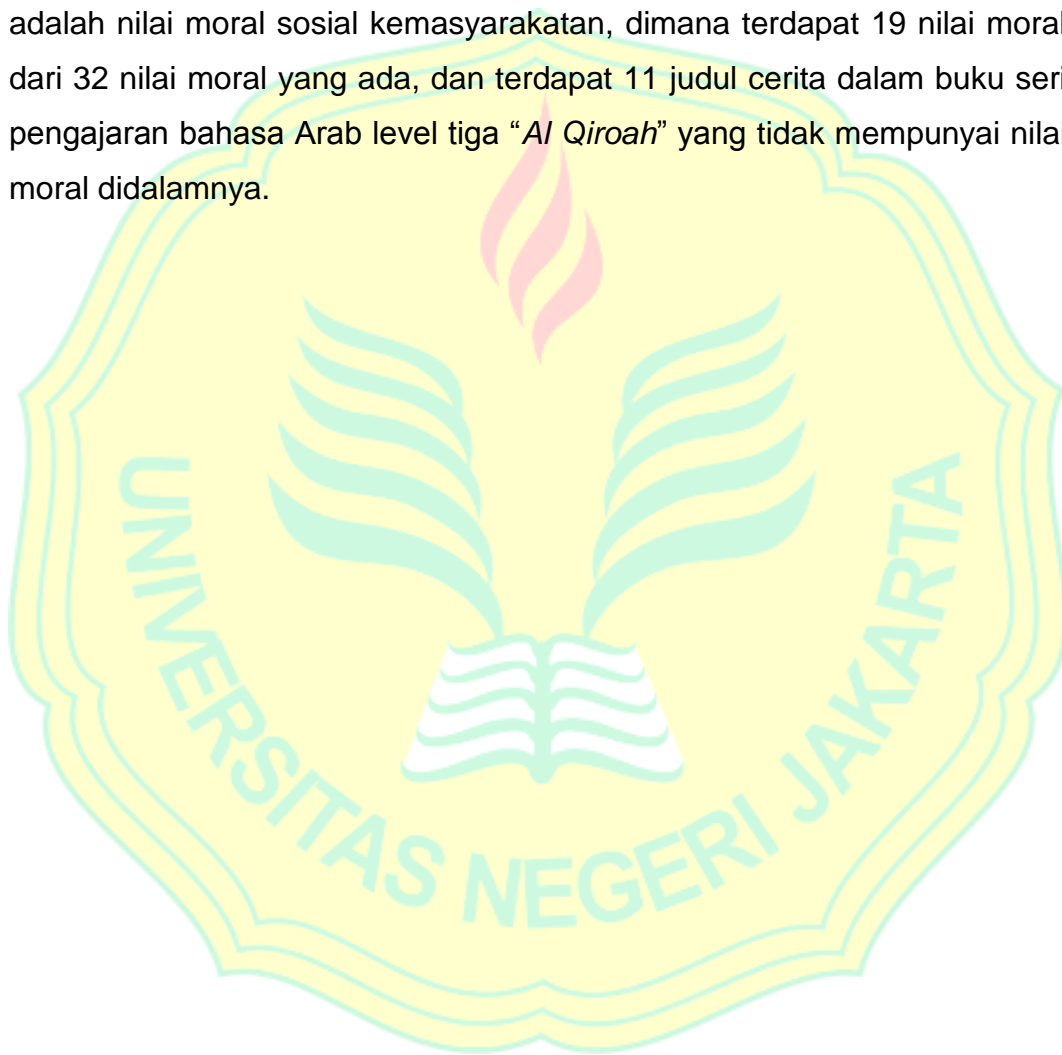 adalah nilai moral sosial kemasyarakatan, dimana terdapat 19 nilai moral
dari 32 nilai moral yang ada, dan terdapat 11 judul cerita dalam buku seri
pengajaran bahasa Arab level tiga “Al Qiroah” yang tidak mempunyai nilai
moral didalamnya.
UNIVERSITAS NEGERI JAKARTA